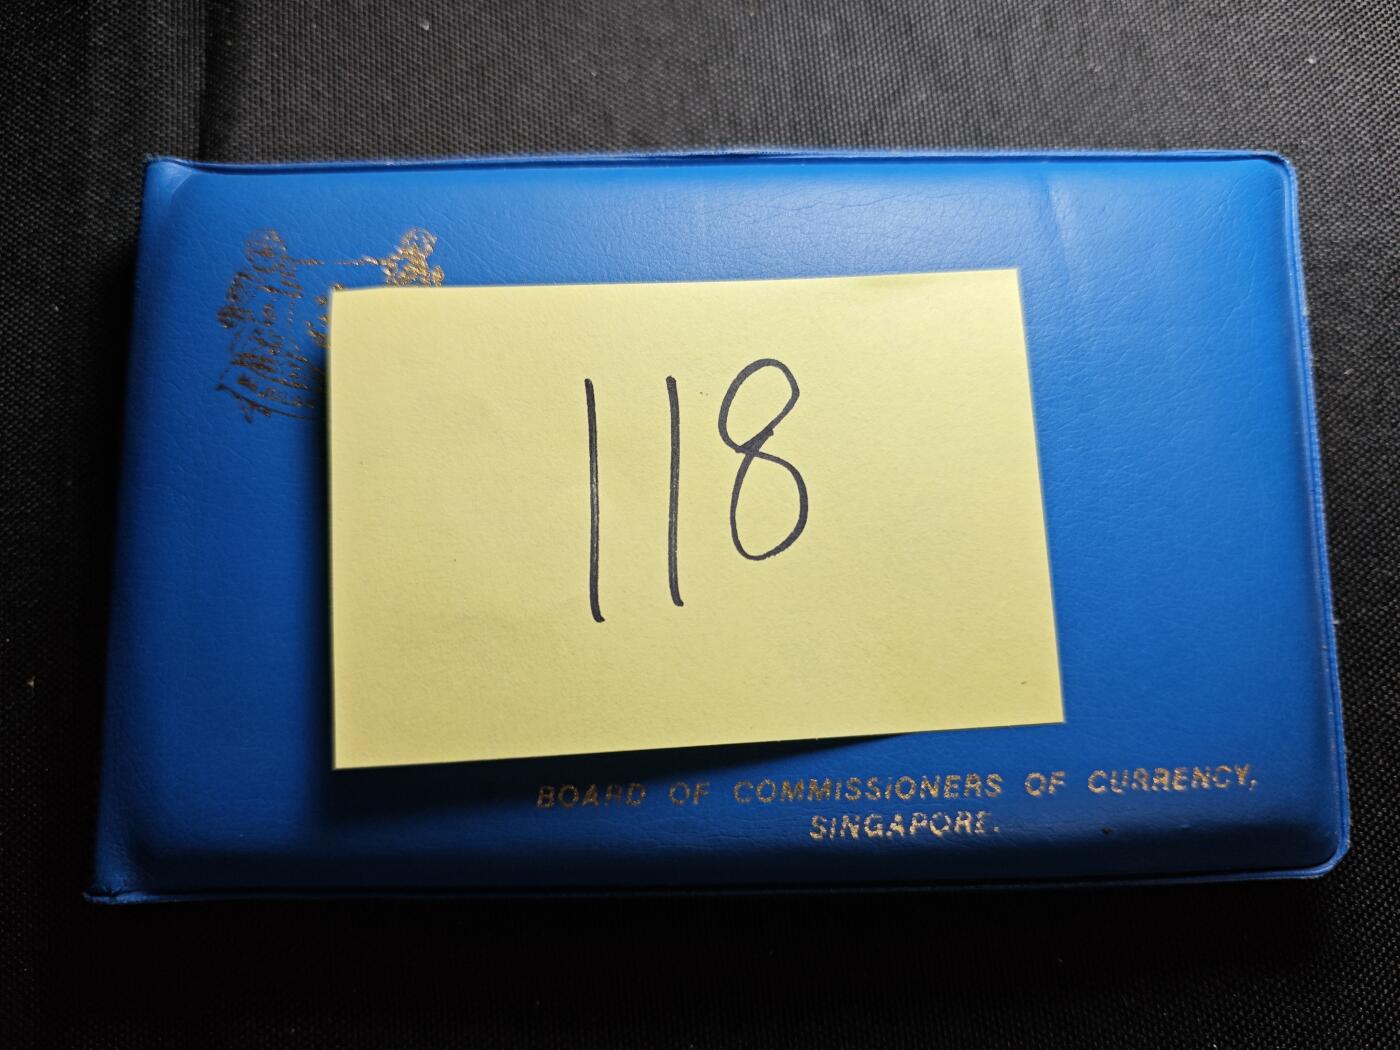 118
BOARD OF COMMISSIONERS OF CURRENCY,
SINGAPORE.